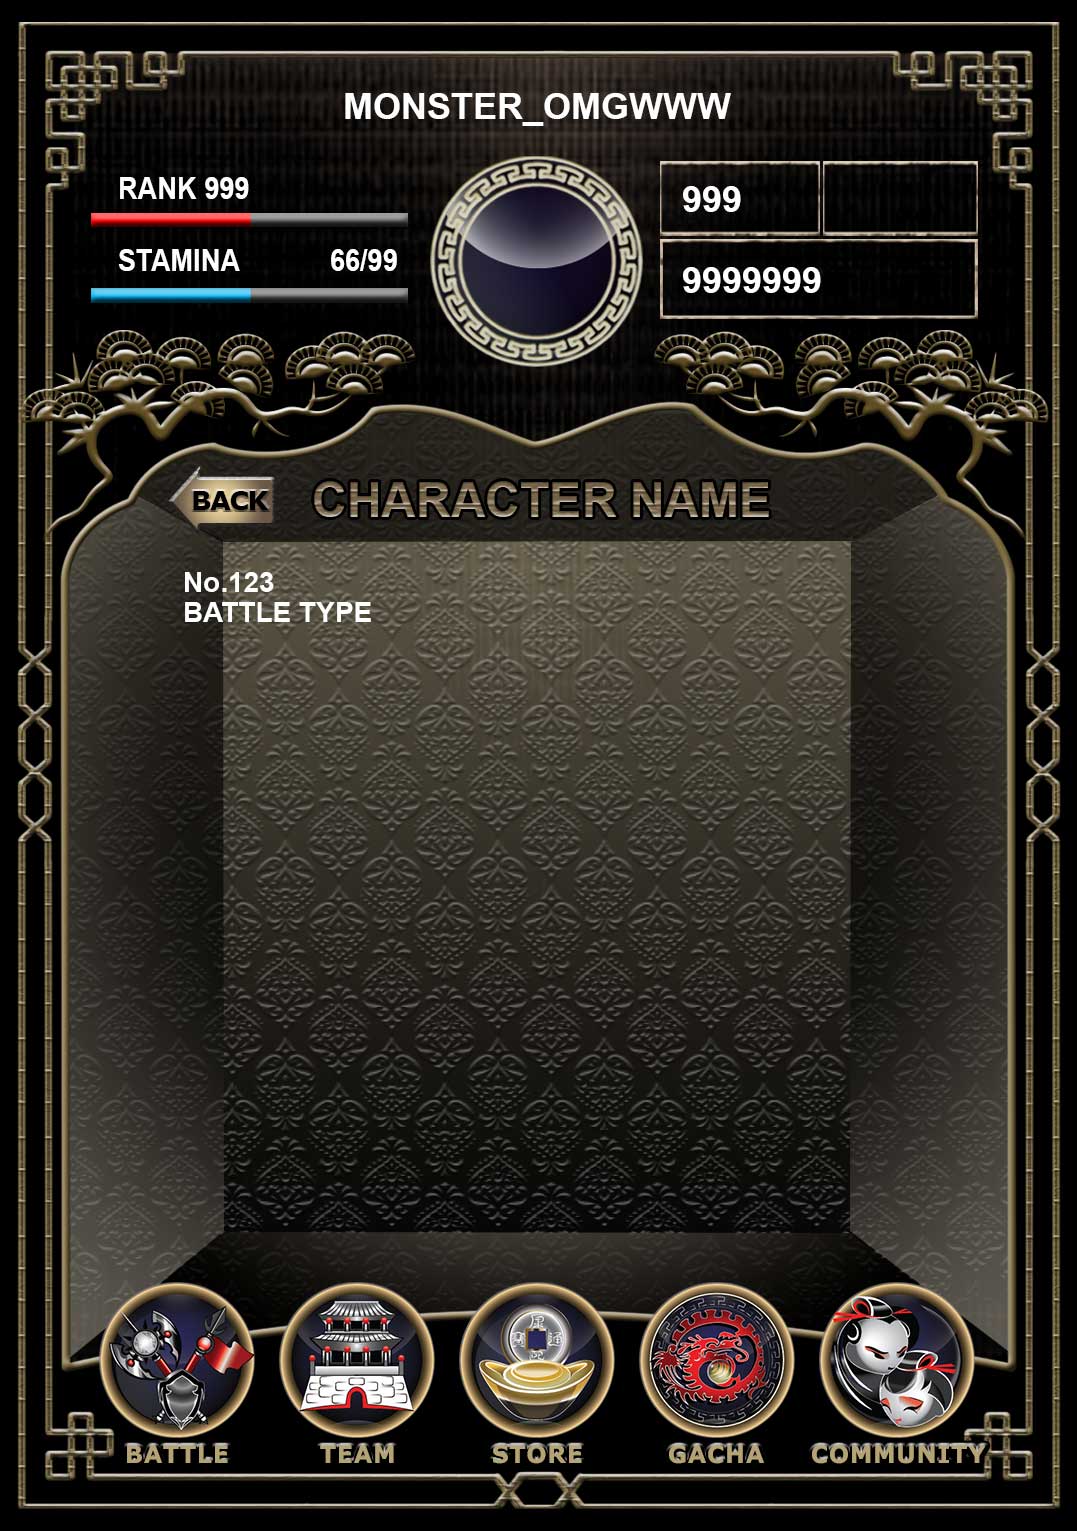 MONSTER_OMGWWW
RANK 999
STAMINA 66/99
999
9999999
BACK
CHARACTER NAME
No.123
BATTLE TYPE
BATTLE
TEAM
STORE
GACHA
COMMUNITY